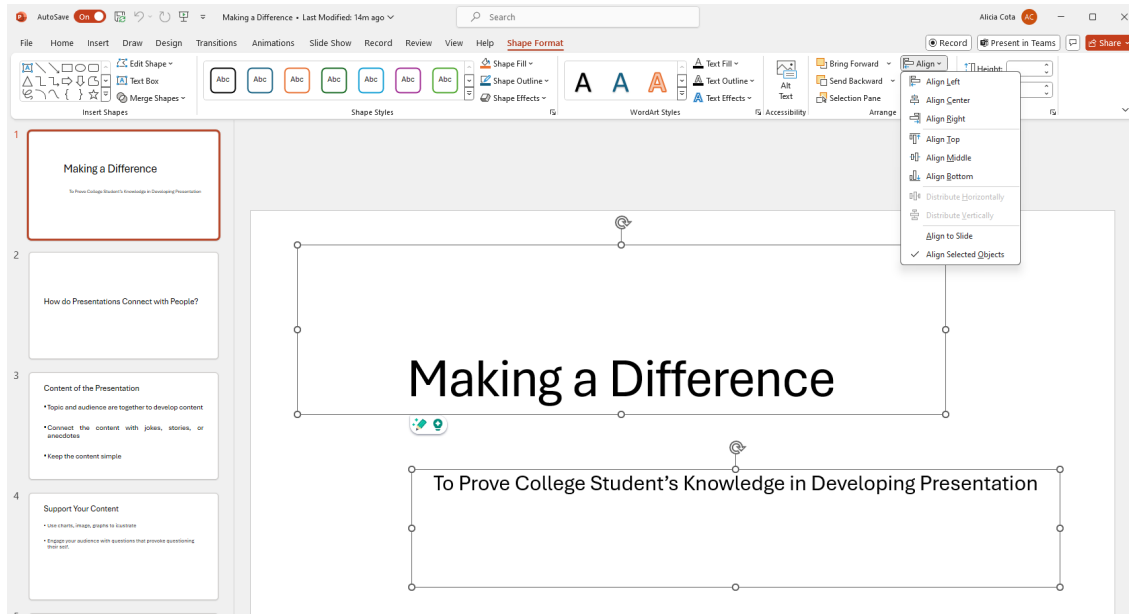 AutoSave On Making a Difference • Last Modified: 14m ago Search Alicia Cota AC
File Home Insert Draw Design Transitions Animations Slide Show Record Review View Help Shape Format Record Present in Teams Share
Edit Shape
Text Box
Merge Shapes
Insert Shapes
Abc Abc Abc Abc Abc Abc Abc
Shape Fill
Shape Outline
Shape Effects
Shape Styles
A A A
Text Fill
Text Outline
Text Effects
WordArt Styles
Alt
Text
Accessibility
Bring Forward
Send Backward
Selection Pane
Arrange
Align
Height:
Align Left
Align Center
Align Right
Align Top
Align Middle
Align Bottom
Distribute Horizontally
Distribute Vertically
Align to Slide
Align Selected Objects
1
Making a Difference
To Prove College Student's Knowledge in Developing Presentation
2
How do Presentations Connect with People?
3
Content of the Presentation
•Topic and audience are together to develop content
•Connect the content with jokes, stories, or
anecdotes
•Keep the content simple
4
Support Your Content
• Use charts, image, graphs to ilustrate
• Engage your audience with questions that provoke questioning
their self.
Making a Difference
To Prove College Student's Knowledge in Developing Presentation